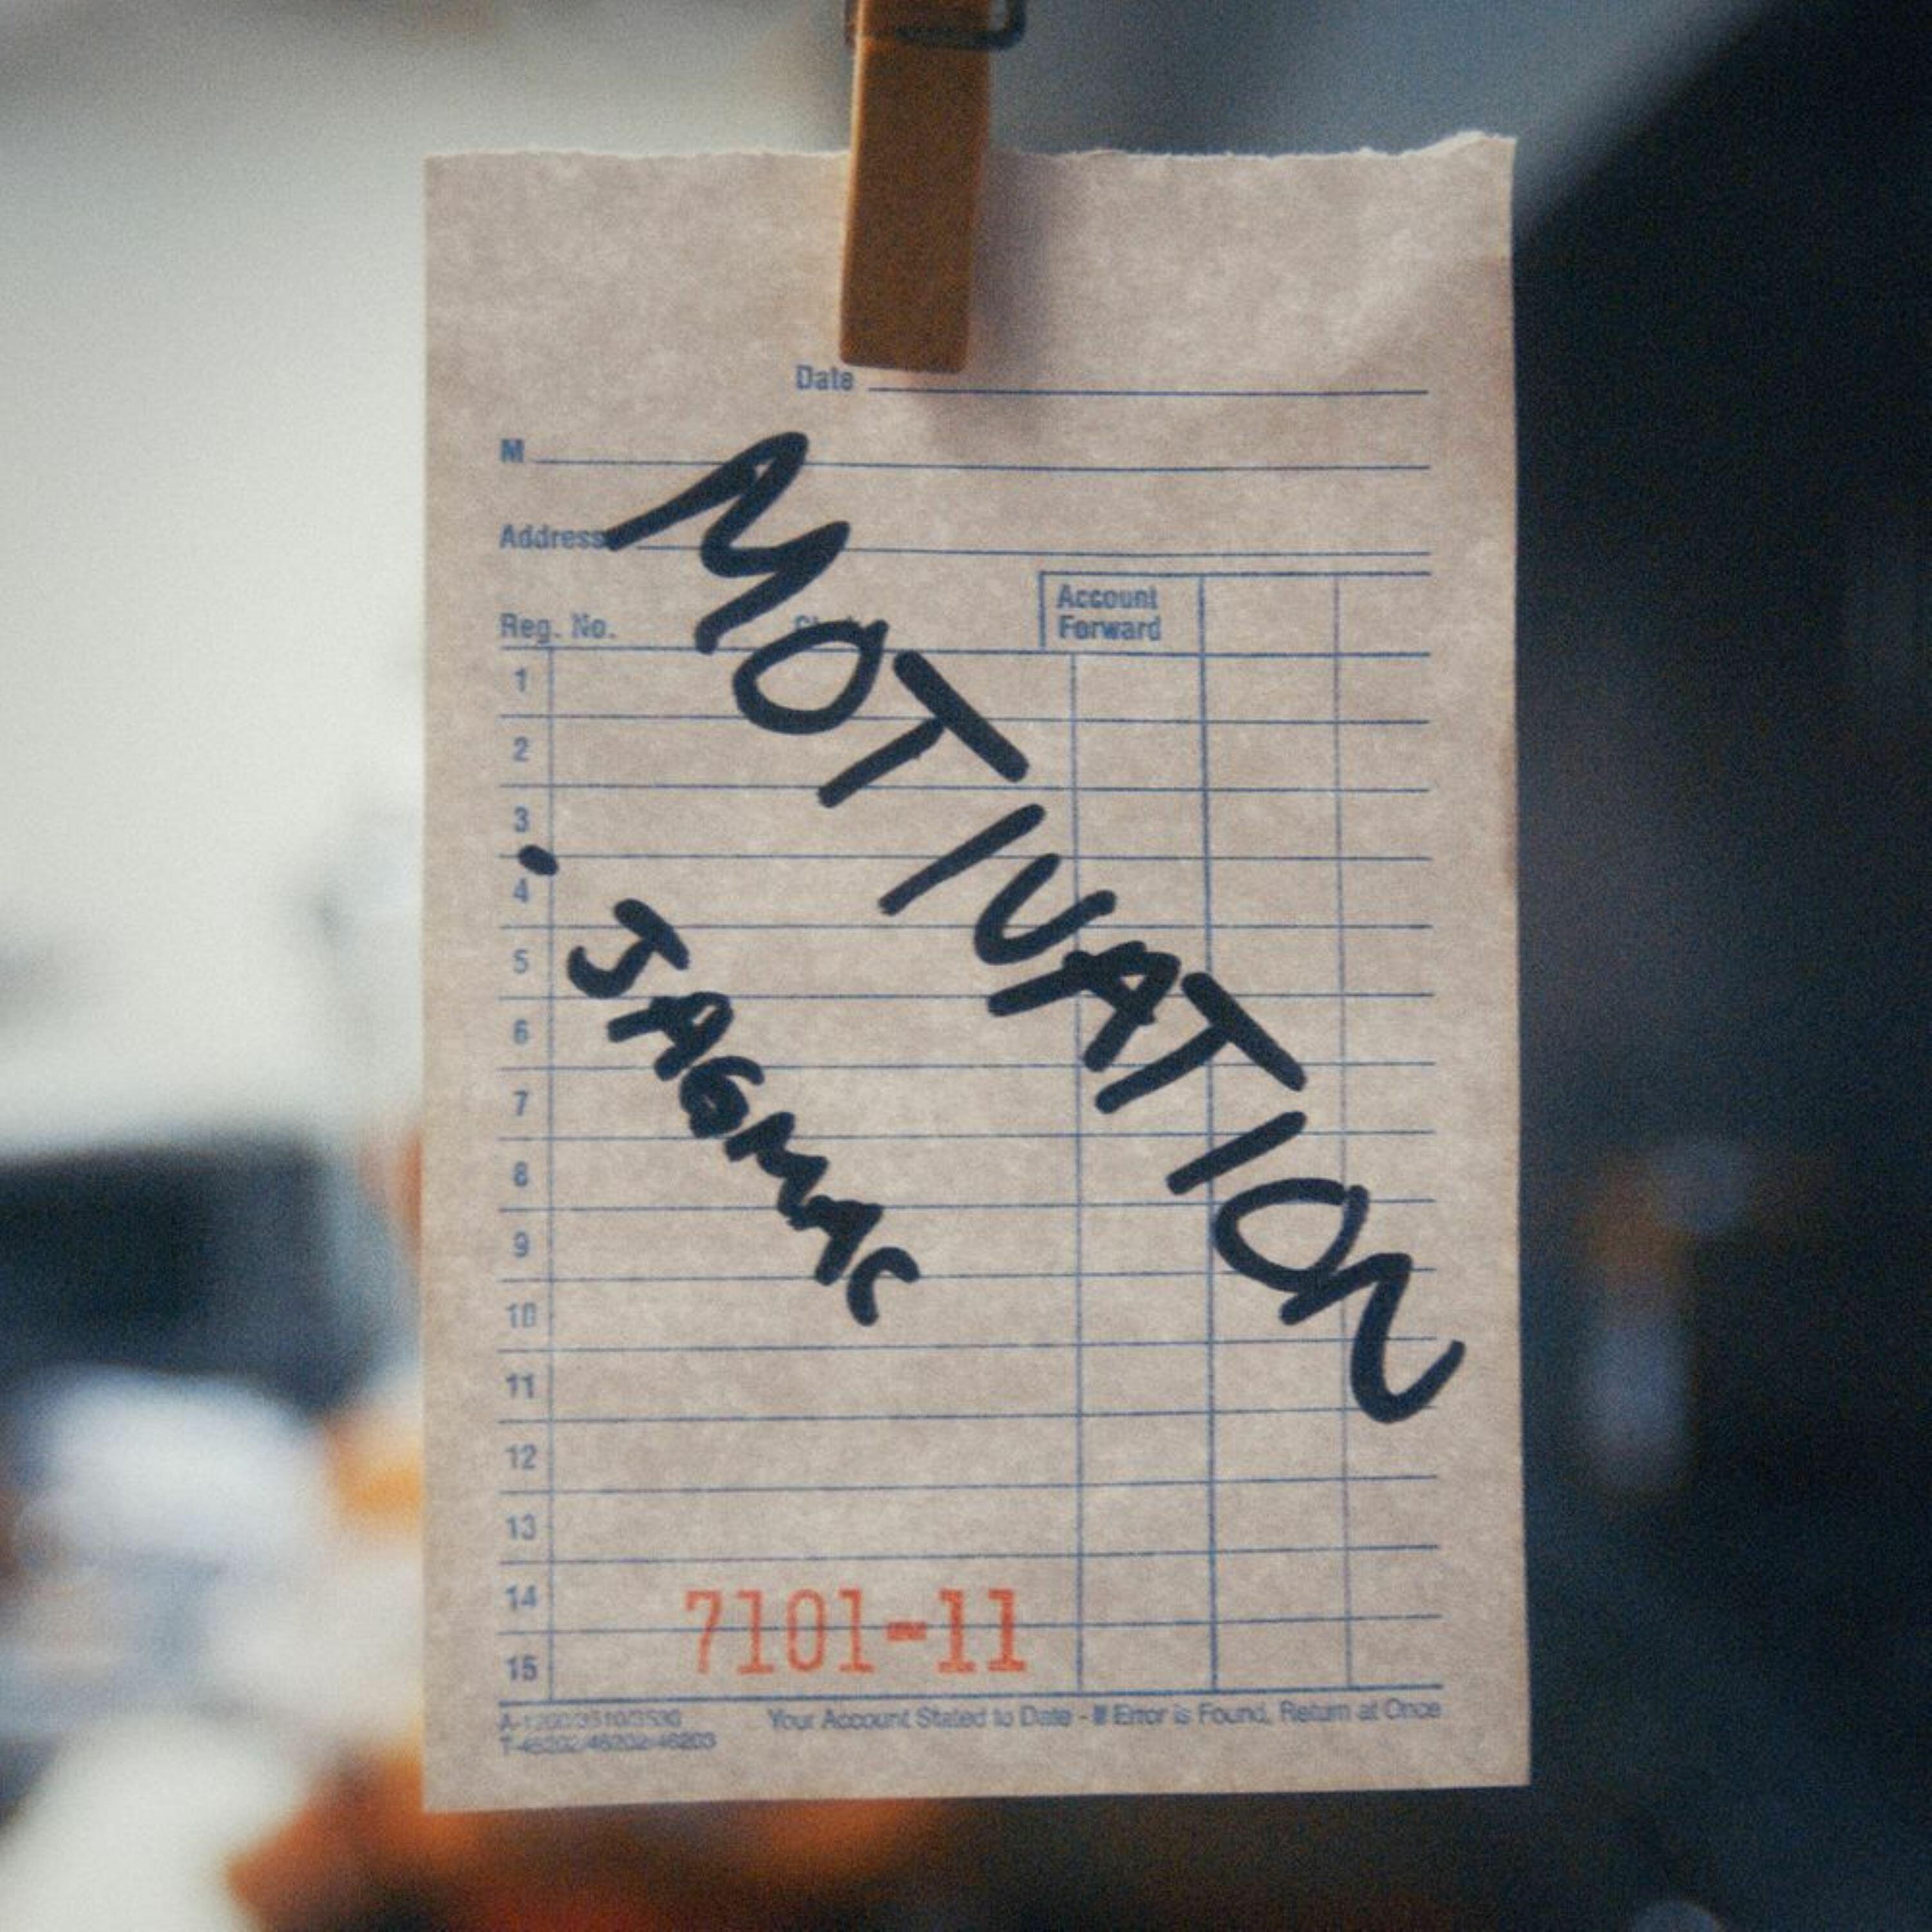 Date
M
Address
Reg. No.
Account
Forward
MOTIVATION
- JAGMAC
1
2
3
4
5
6
7
8
9
10
11
12
13
14
15
7101-11
Your Account Stated to Date - If Error is Found, Return at Once